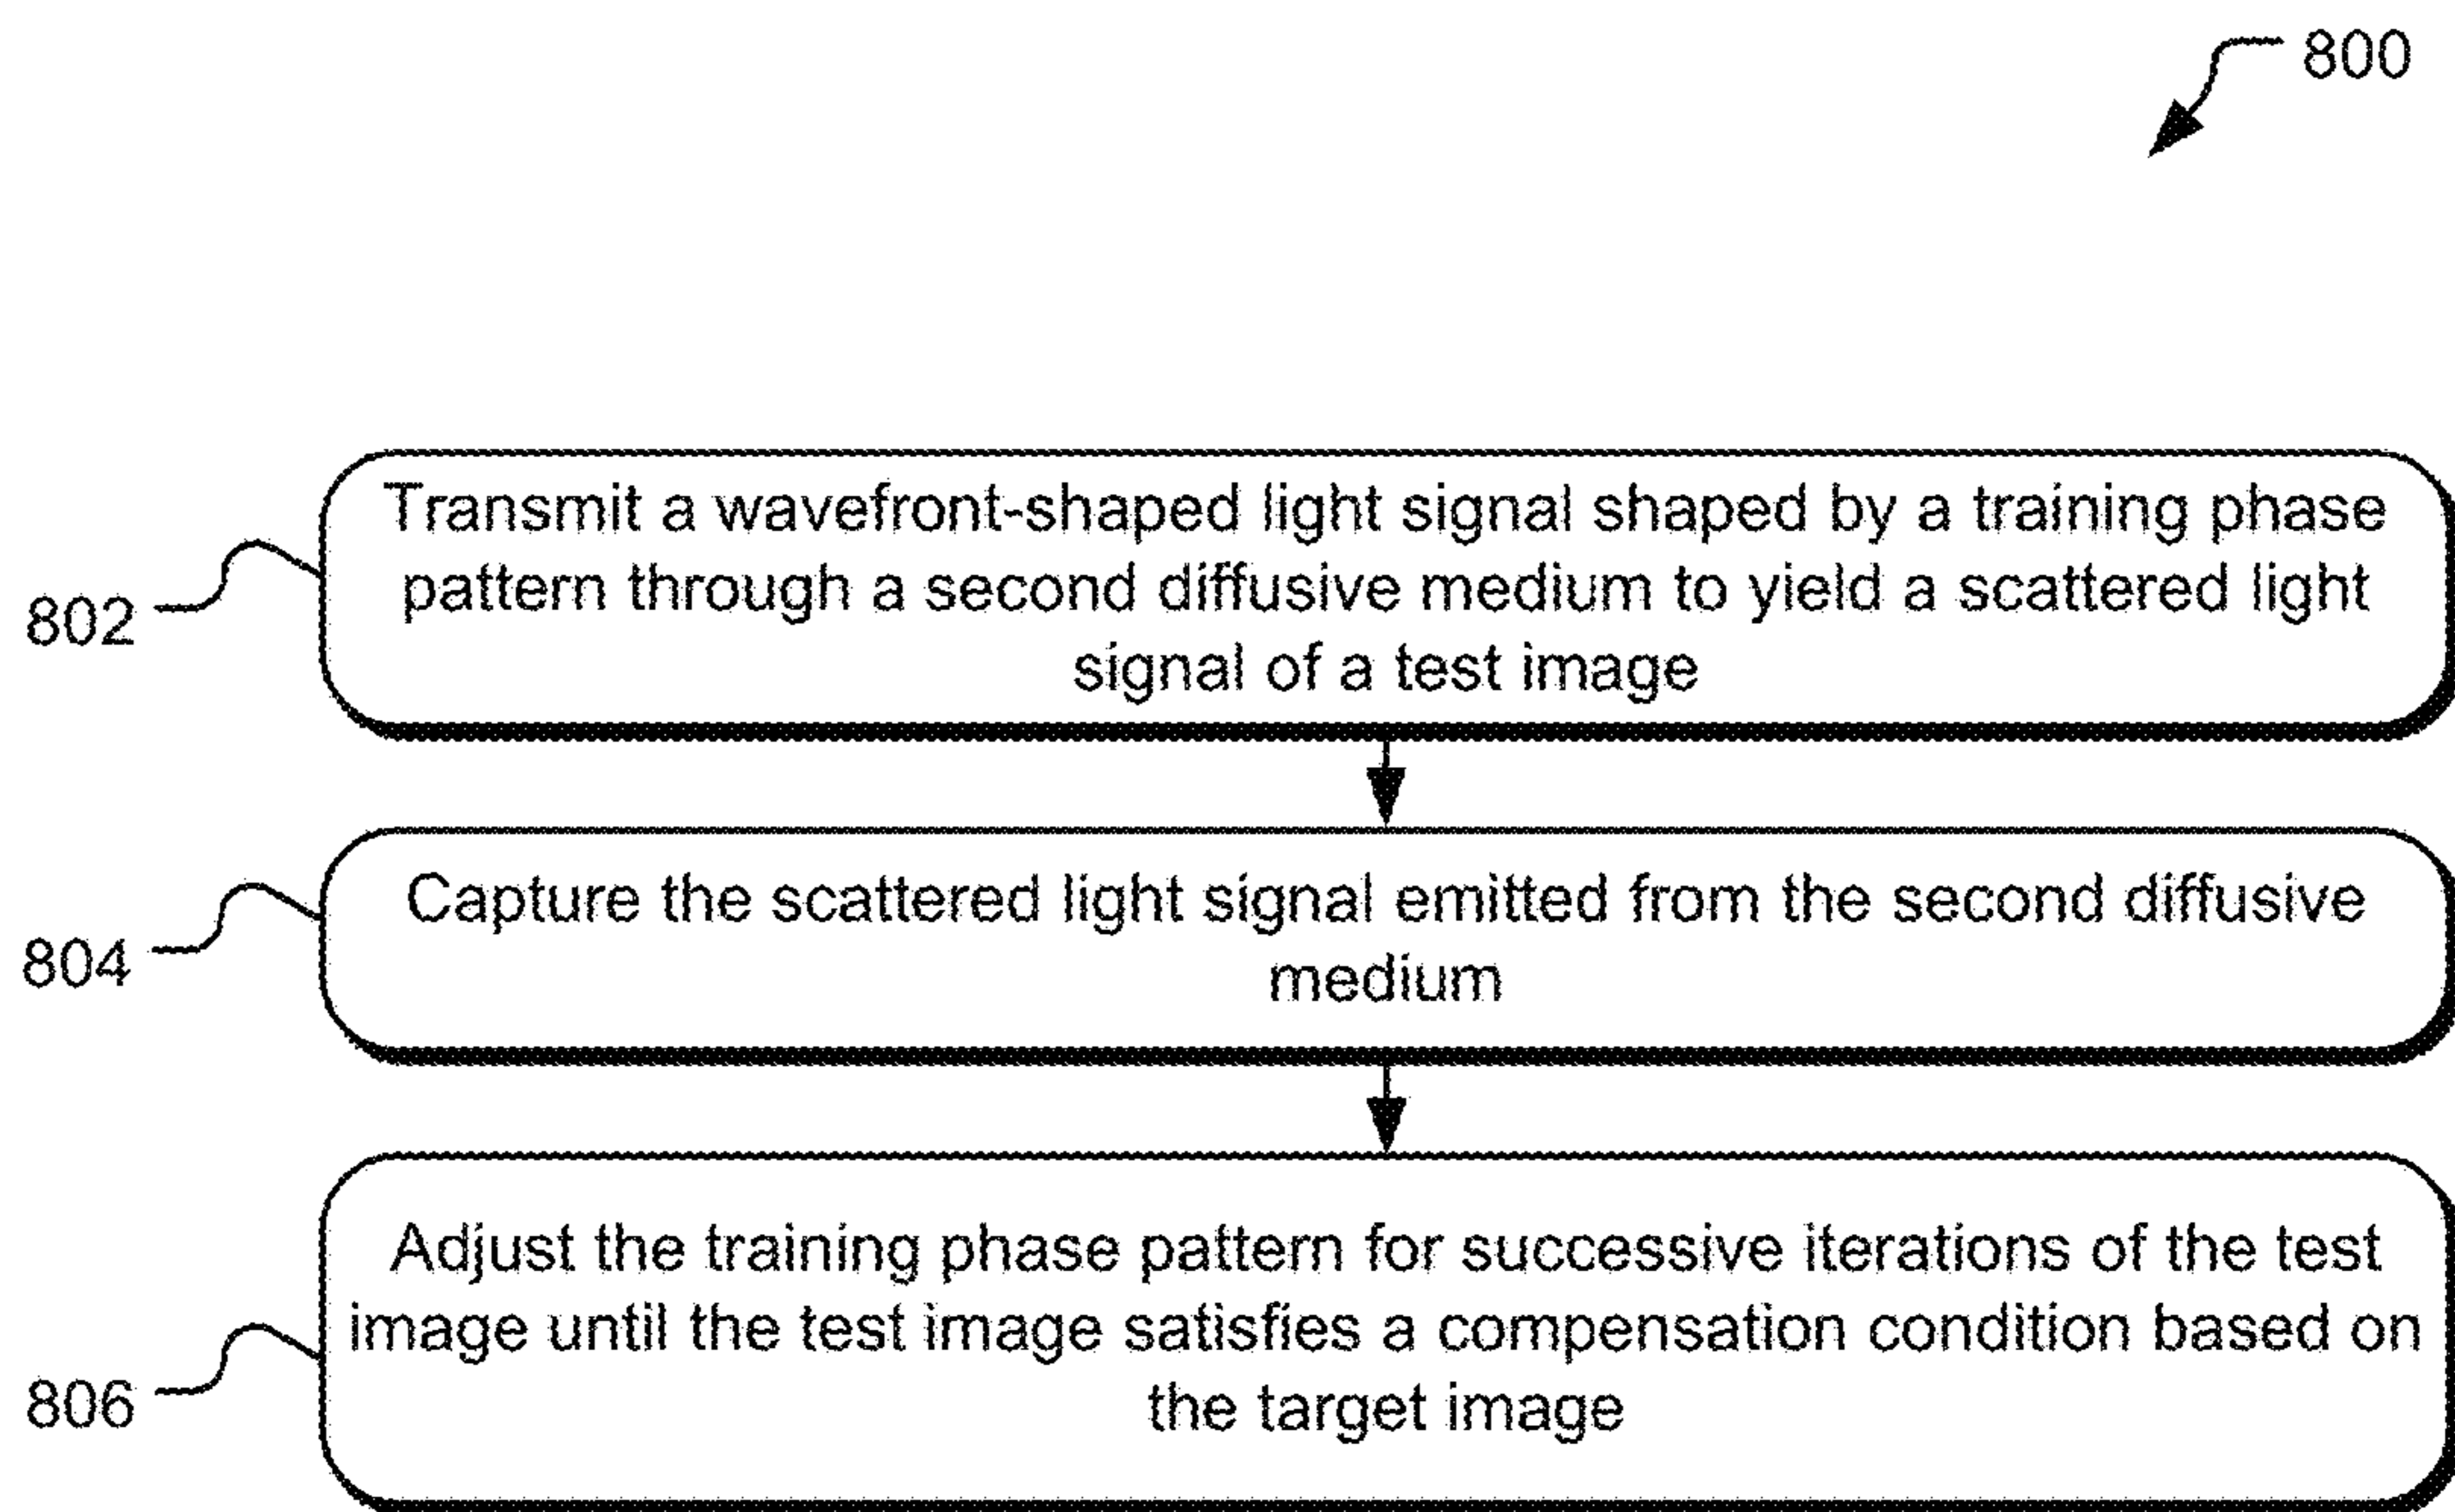 800
Transmit a wavefront-shaped light signal shaped by a training phase
pattern through a second diffusive medium to yield a scattered light
signal of a test image
802
Capture the scattered light signal emitted from the second diffusive
medium
804
Adjust the training phase pattern for successive iterations of the test
image until the test image satisfies a compensation condition based on
the target image
806